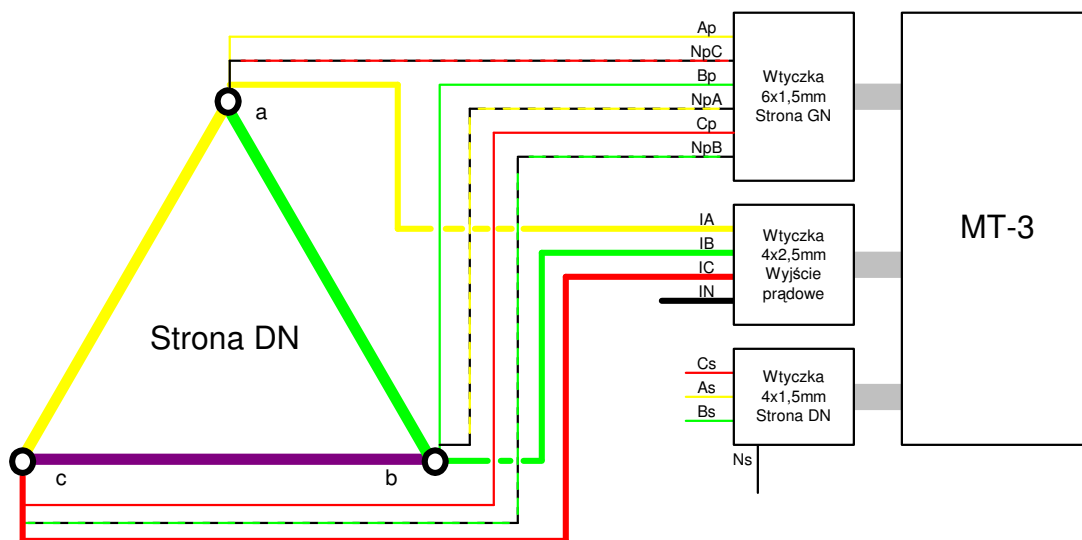 Ap
NpC
Bp
NpA
Cp
NpB
Wtyczka
6x1,5mm
Strona GN
a
IA
IB
IC
IN
Wtyczka
4x2,5mm
Wyjście
prądowe
MT-3
Strona DN
Cs
As
Bs
Wtyczka
4x1,5mm
Strona DN
Ns
c
b